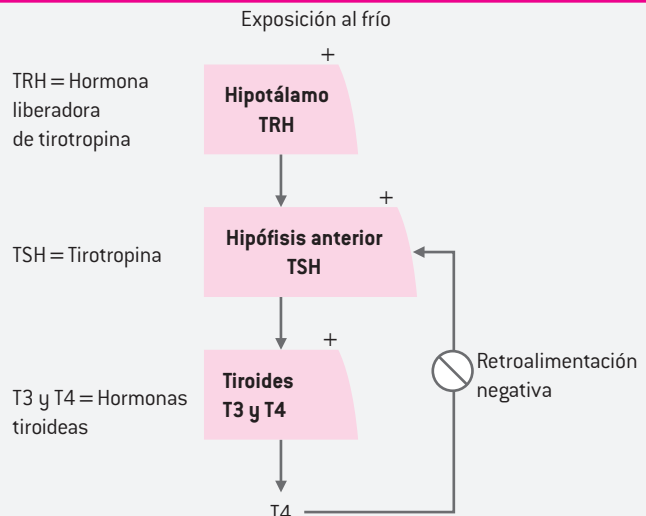 Exposición al frío
+
TRH = Hormona
liberadora
de tirotropina
Hipotálamo
TRH
+
TSH = Tirotropina
Hipófisis anterior
TSH
+
T3 y T4 = Hormonas
tiroideas
Tiroides
T3 y T4
Retroalimentación
negativa
T4